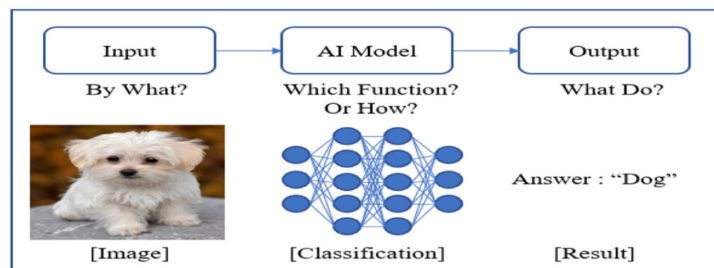 Input
AI Model
Output
By What?
Which Function?
Or How?
What Do?
Answer : “Dog”
[Image]
[Classification]
[Result]